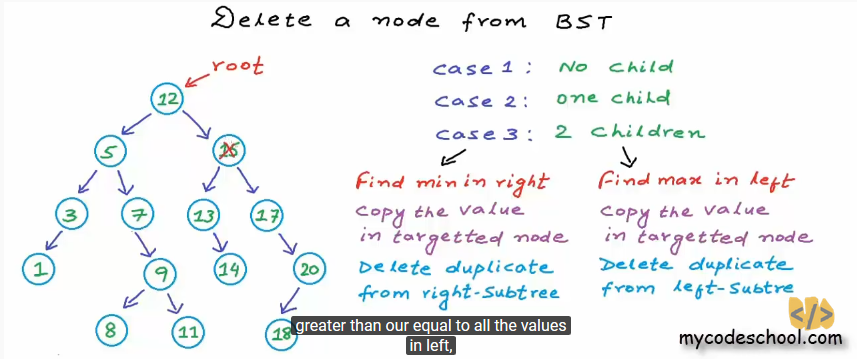 Delete a node from BST
root
case 1: No child
case 2: one child
case 3: 2 children
Find min in right
Copy the value
in targetted node
Delete duplicate
from right-Subtree
Find max in left
Copy the value
in targetted node
Delete duplicate
from left-Subtre
12
5
15
3
7
13
17
1
9
14
20
8
11
18
greater than our equal to all the values
in left,
</>
mycodeschool.com